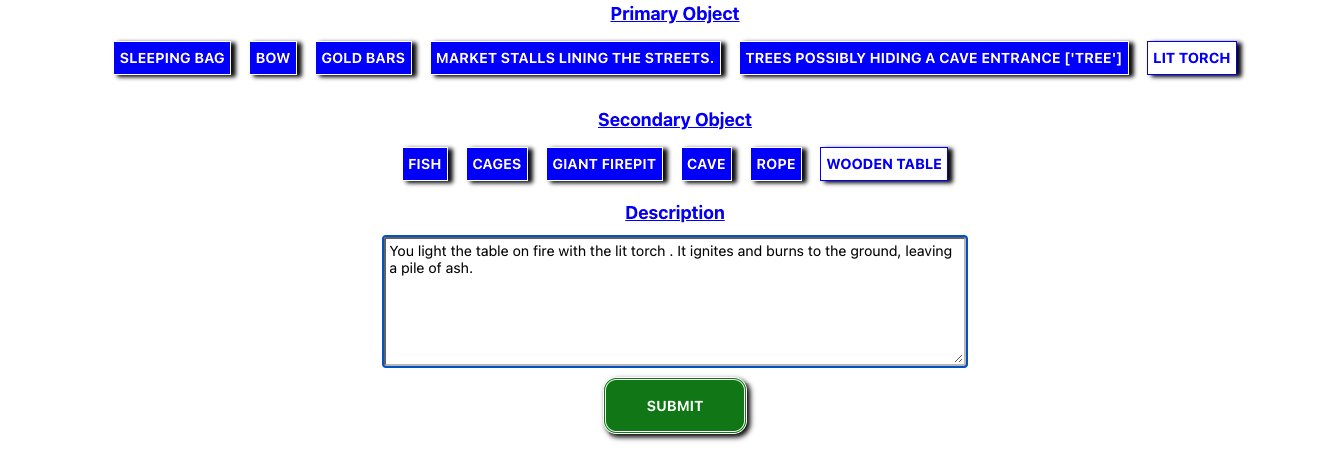 Primary Object
SLEEPING BAG BOW GOLD BARS MARKET STALLS LINING THE STREETS. TREES POSSIBLY HIDING A CAVE ENTRANCE ['TREE'] LIT TORCH
Secondary Object
FISH CAGES GIANT FIREPIT CAVE ROPE WOODEN TABLE
Description
You light the table on fire with the lit torch . It ignites and burns to the ground, leaving
a pile of ash.
SUBMIT